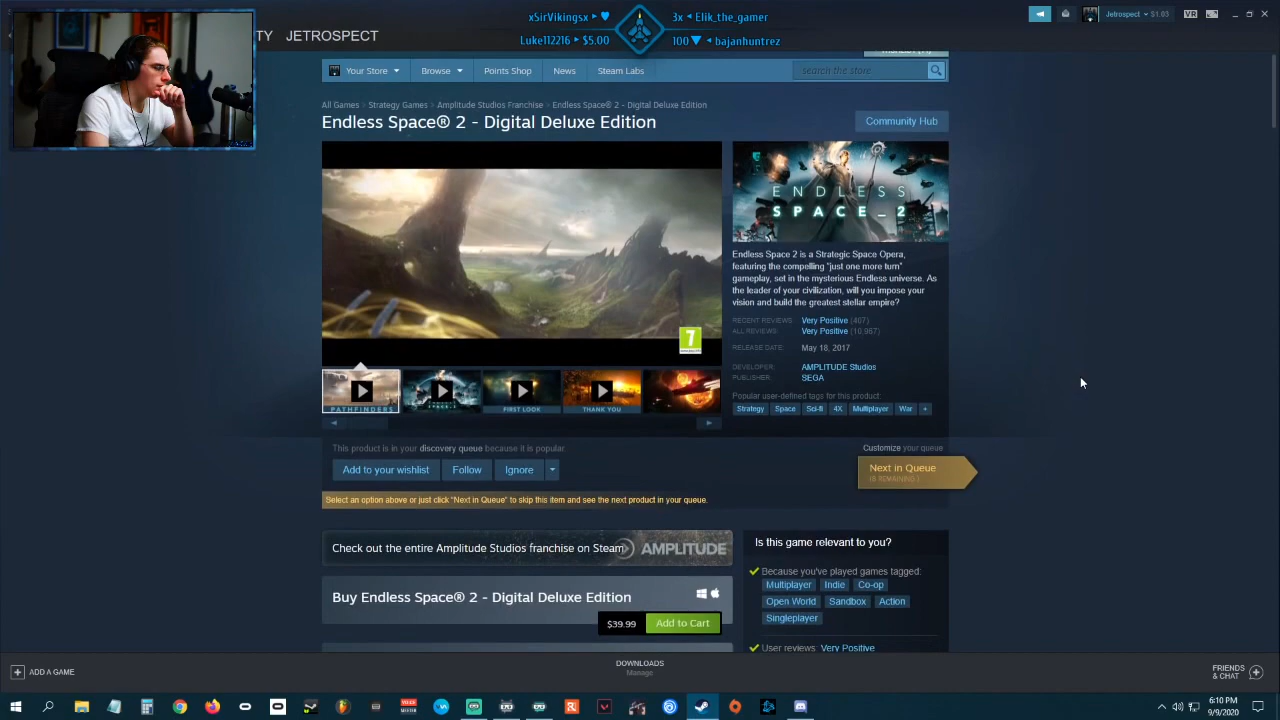 xSirVikingsx ▸ ♥
3x ◂ Elik_the_gamer
Luke112216 ▸ $5.00
100 ▼ ◂ bajanhuntrez
TY JETROSPECT
Jetrospect $1.85
VR
Your Store Browse Points Shop News Steam Labs
search the store
All Games > Strategy Games > Amplitude Studios Franchise > Endless Space® 2 - Digital Deluxe Edition
Endless Space® 2 - Digital Deluxe Edition
Community Hub
ENDLESS
SPACE_2
Endless Space 2 is a Strategic Space Opera,
featuring the compelling "just one more turn"
gameplay, set in the mysterious Endless universe. As
the leader of your civilization, will you impose your
vision and build the greatest stellar empire?
RECENT REVIEWS: Very Positive (407)
ALL REVIEWS: Very Positive (10,967)
RELEASE DATE: May 18, 2017
DEVELOPER: AMPLITUDE Studios
PUBLISHER: SEGA
Popular user-defined tags for this product:
Strategy Space Sci-fi 4X Multiplayer War +
7
PATHFINDERS
FIRST LOOK
THANK YOU
This product is in your discovery queue because it is popular.
Customize your queue
Add to your wishlist Follow Ignore
Next in Queue
Select an option above or just click "Next in Queue" to skip this item and see the next product in your queue.
Check out the entire Amplitude Studios franchise on Steam
AMPLITUDE
Is this game relevant to you?
Because you've played games tagged:
Multiplayer Indie Co-op
Open World Sandbox Action
Singleplayer
User reviews: Very Positive
Buy Endless Space® 2 - Digital Deluxe Edition
$39.99 Add to Cart
ADD A GAME
DOWNLOADS
Manage
FRIENDS
& CHAT
6:10 PM
9/9/2020